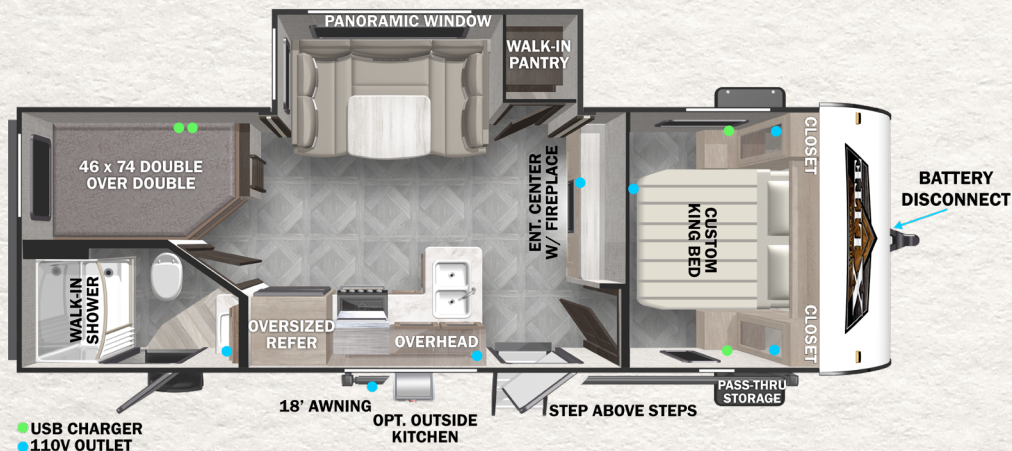 PANORAMIC WINDOW
WALK-IN
PANTRY
46 x 74 DOUBLE
OVER DOUBLE
ENT. CENTER
W/ FIREPLACE
CUSTOM
KING BED
CLOSET
CLOSET
BATTERY
DISCONNECT
WALK-IN
SHOWER
OVERSIZED
REFER
OVERHEAD
18' AWNING
OPT. OUTSIDE
KITCHEN
STEP ABOVE STEPS
PASS-THRU
STORAGE
USB CHARGER
110V OUTLET